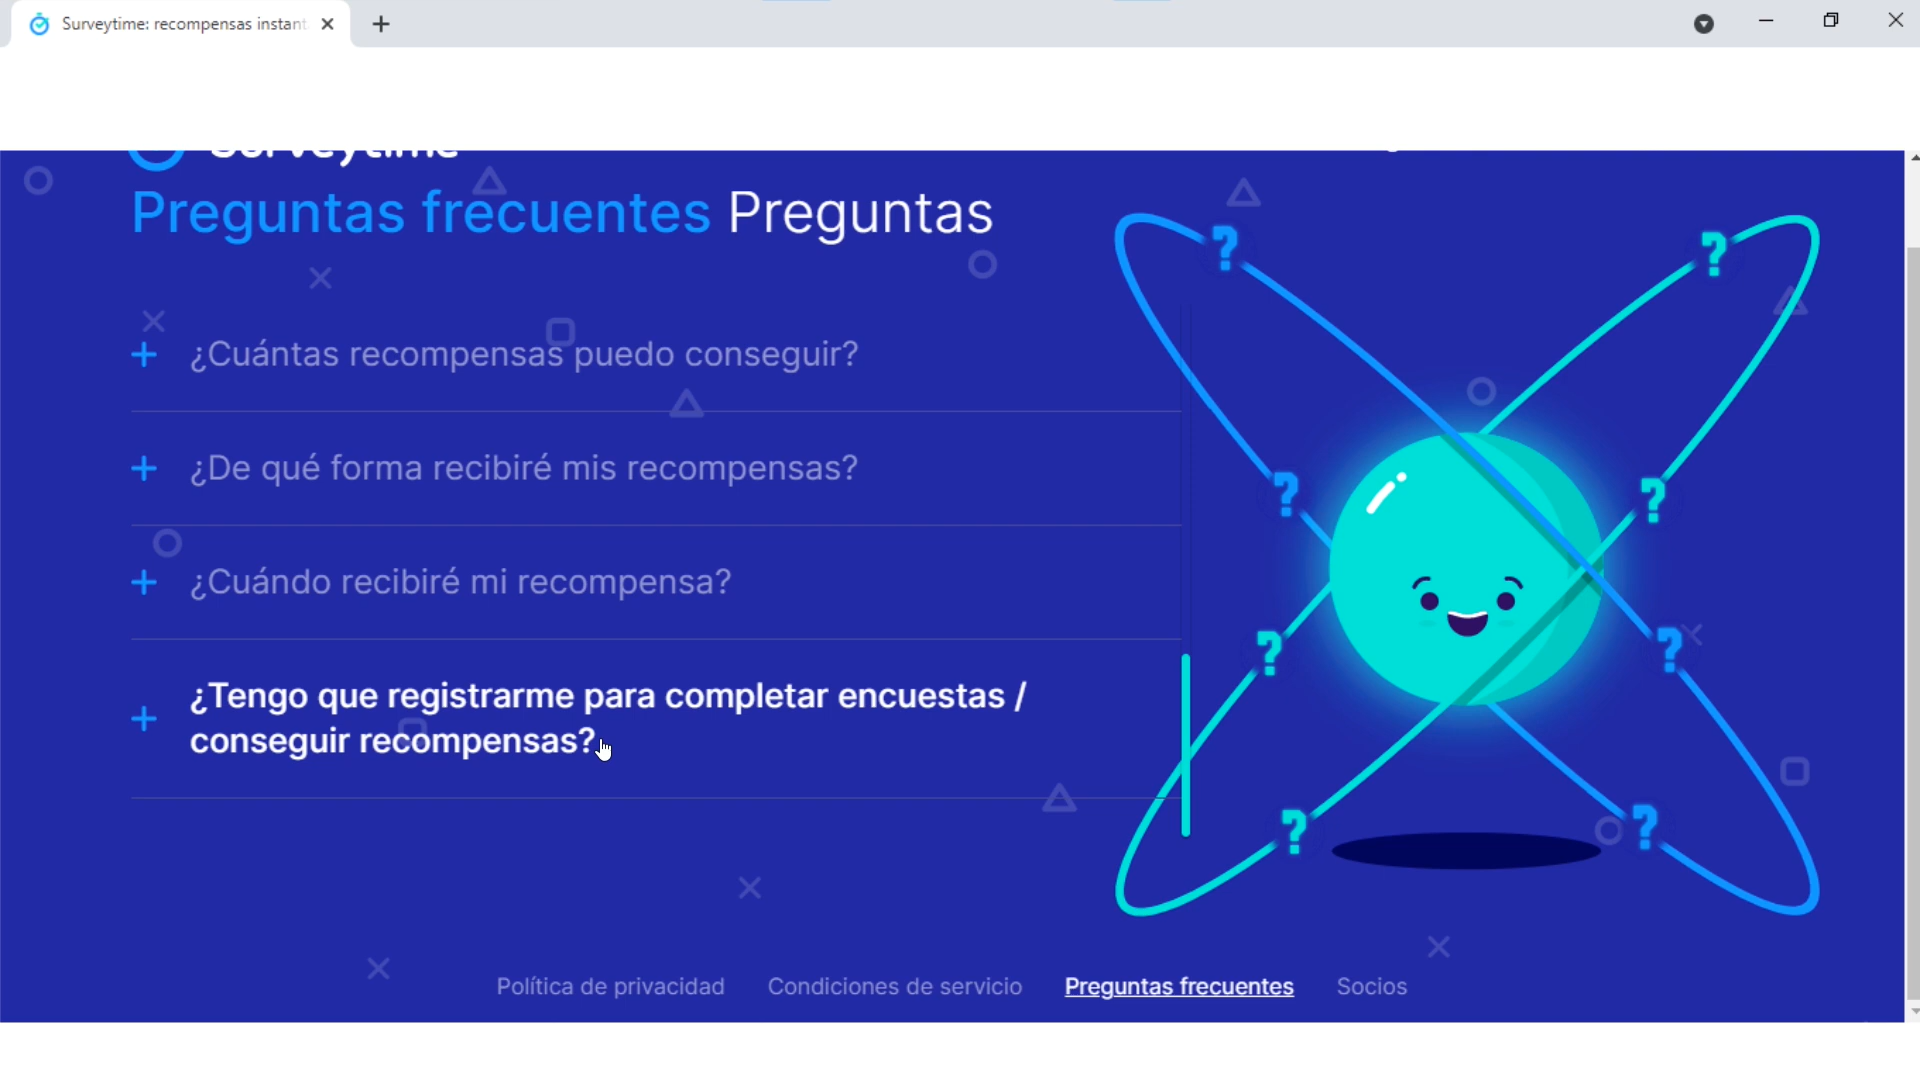 Surveytime: recompensas instant
Surveytime
Preguntas frecuentes Preguntas
¿Cuántas recompensas puedo conseguir?
¿De qué forma recibiré mis recompensas?
¿Cuándo recibiré mi recompensa?
¿Tengo que registrarme para completar encuestas /
conseguir recompensas?
Política de privacidad Condiciones de servicio Preguntas frecuentes Socios